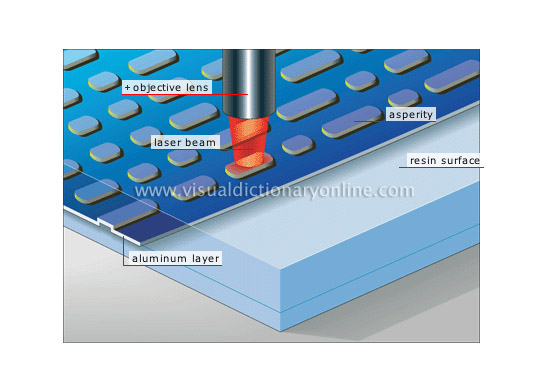 + objective lens
asperity
laser beam
resin surface
www.visualdictionaryonline.com
aluminum layer